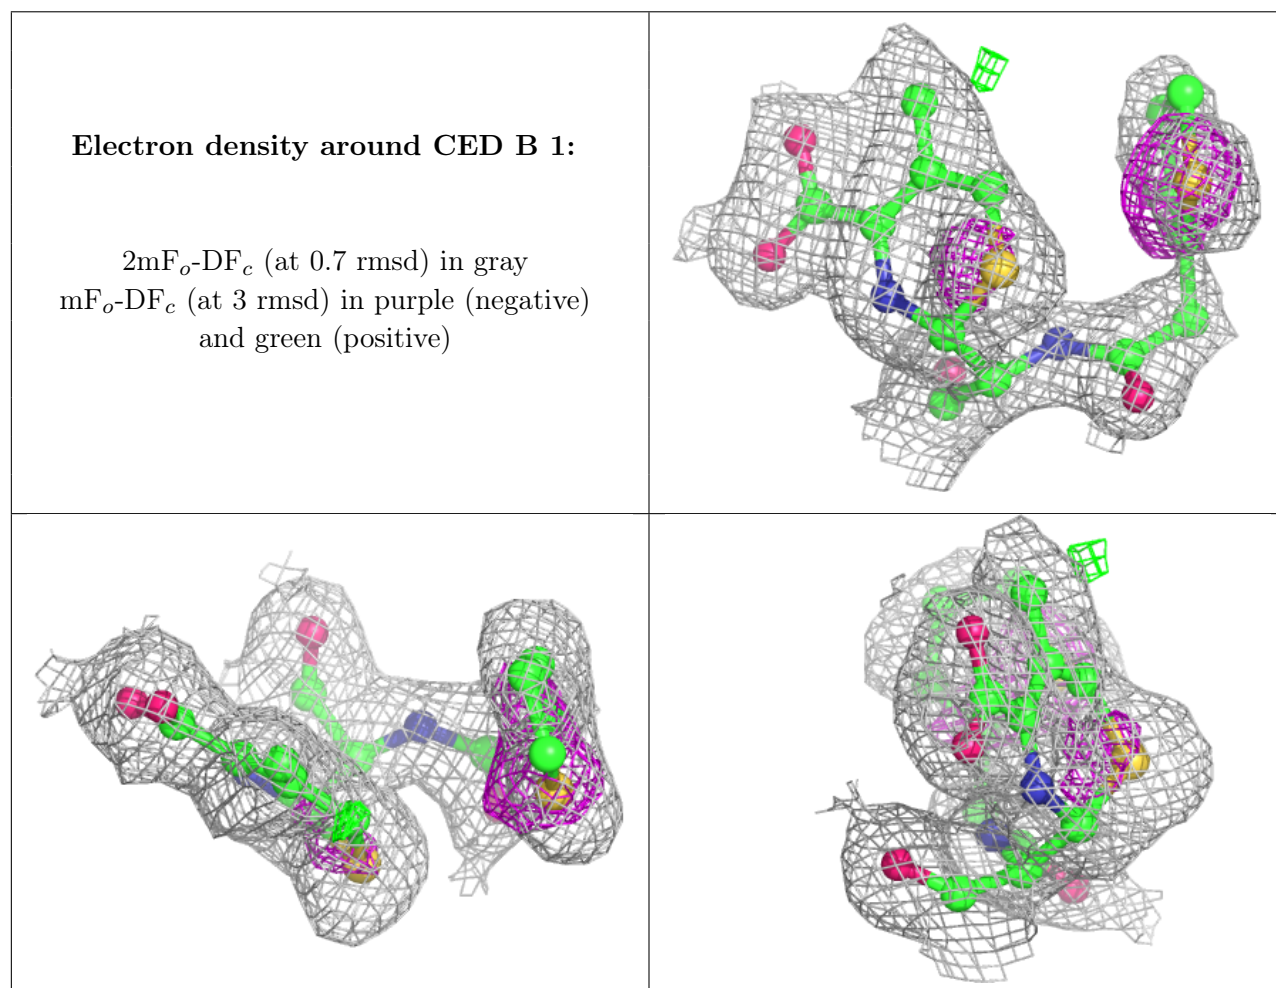 Electron density around CED B 1:
2mFo-DFc (at 0.7 rmsd) in gray
mFo-DFc (at 3 rmsd) in purple (negative)
and green (positive)